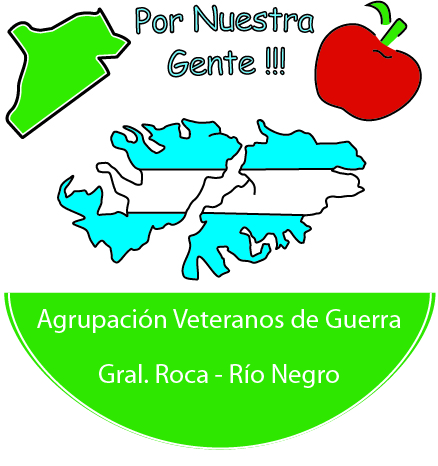 Por Nuestra
Gente !!!
Agrupación Veteranos de Guerra
Gral. Roca - Río Negro